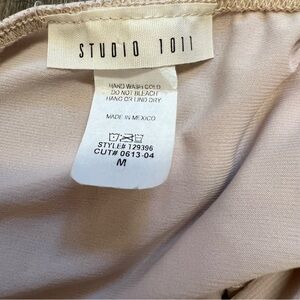 STUDIO 1011
HAND WASH COLD
DO NOT BLEACH
HANG OR LIND DRY
MADE IN MEXICO
STYLE# 129396
CUT# 0613-04
M